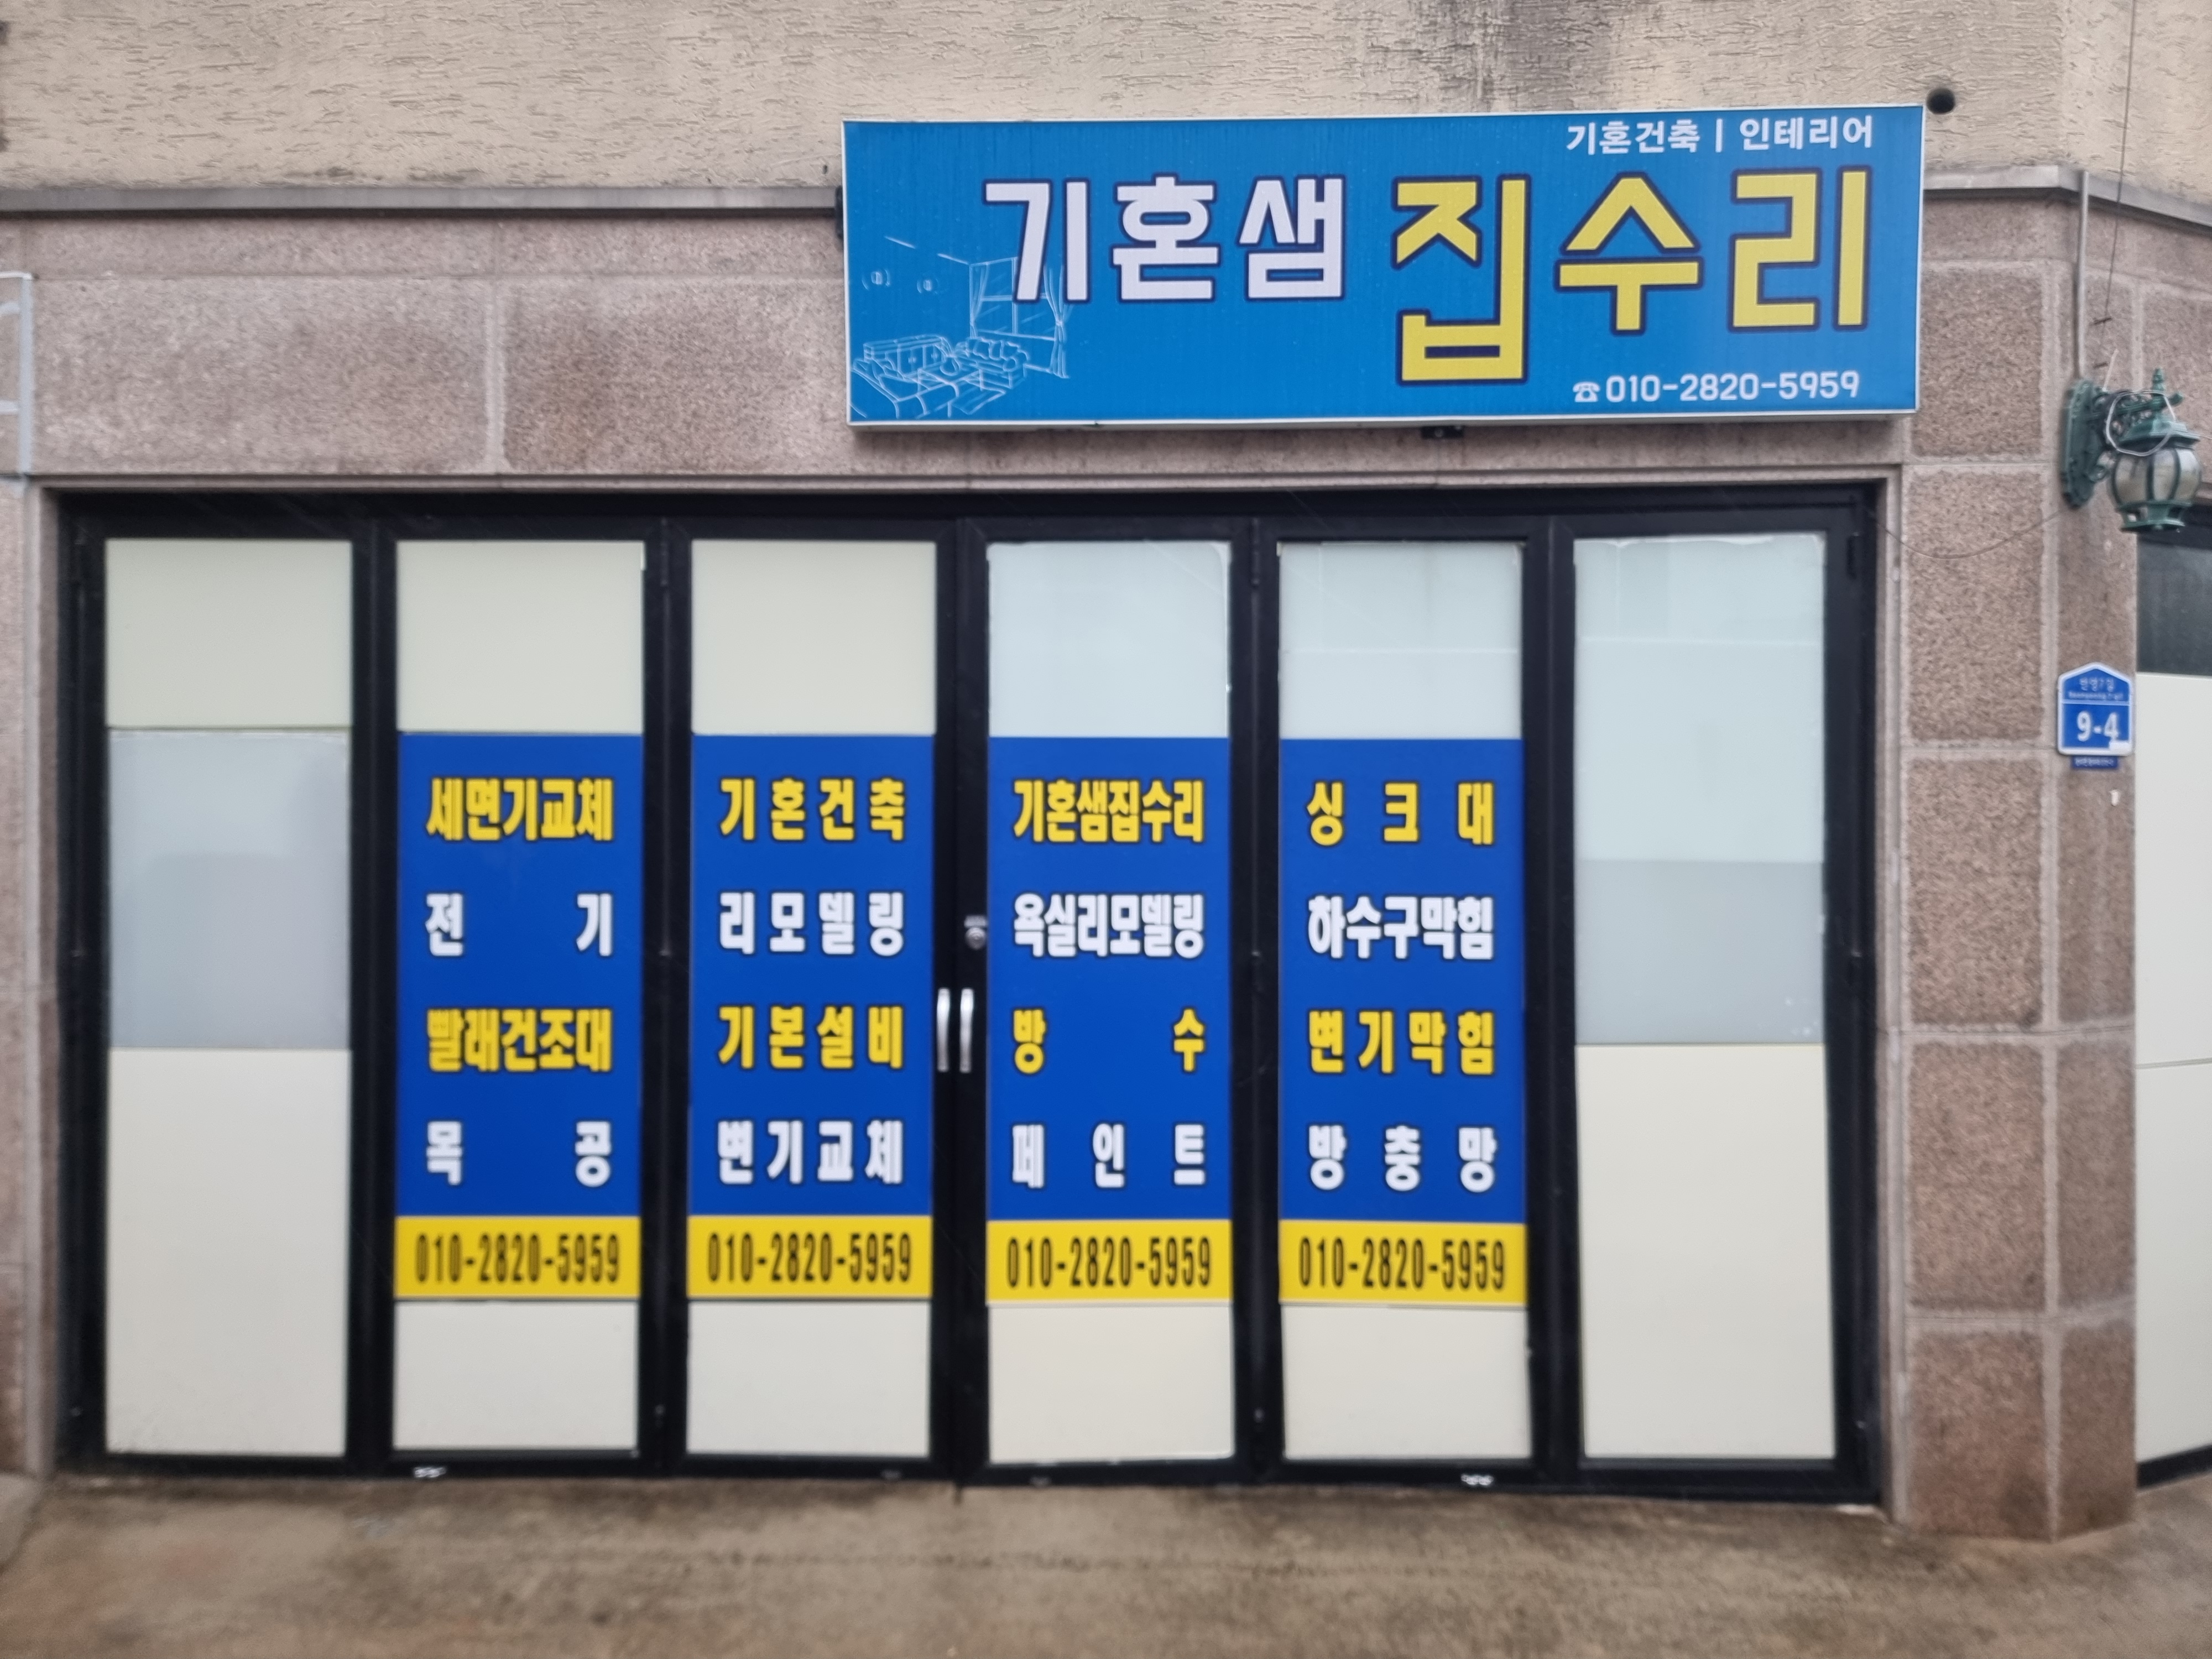 기혼건축 | 인테리어
기혼샘 집수리
☎010-2820-5959
세면기교체
전기
빨래건조대
목공
010-2820-5959
기혼건축
리모델링
기본설비
변기교체
010-2820-5959
기혼샘집수리
욕실리모델링
방수
페인트
010-2820-5959
싱크대
하수구막힘
변기막힘
방충망
010-2820-5959
9-4